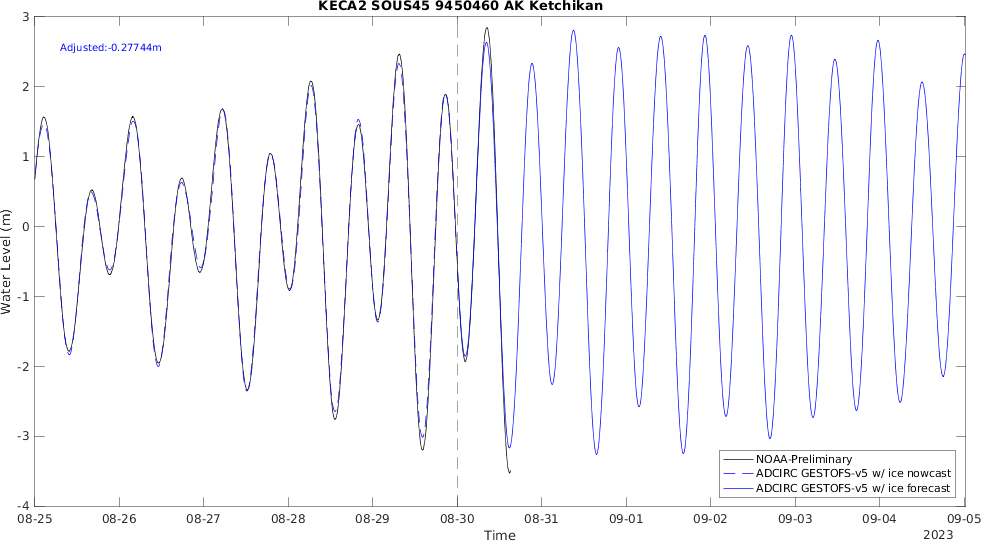 KECA2 SOUS45 9450460 AK Ketchikan
Adjusted:-0.27744m
3
2
1
0
-1
-2
-3
-4
Water Level (m)
NOAA-Preliminary
ADCIRC GESTOFS-v5 w/ ice nowcast
ADCIRC GESTOFS-v5 w/ ice forecast
08-25 08-26 08-27 08-28 08-29 08-30 08-31 09-01 09-02 09-03 09-04 09-05
Time
2023